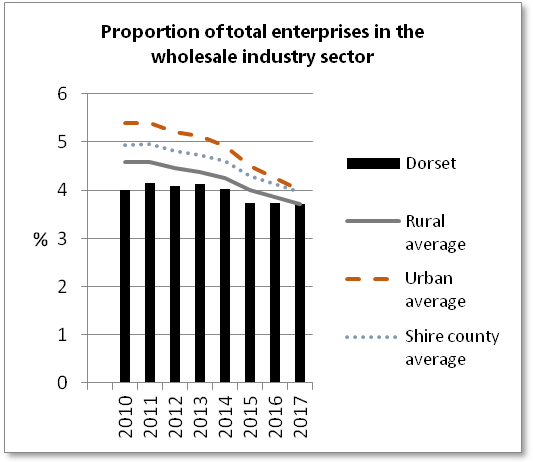 Proportion of total enterprises in the
wholesale industry sector
6
5
4
3
2
1
0
%
2010
2011
2012
2013
2014
2015
2016
2017
Dorset
Rural
average
Urban
average
Shire county
average